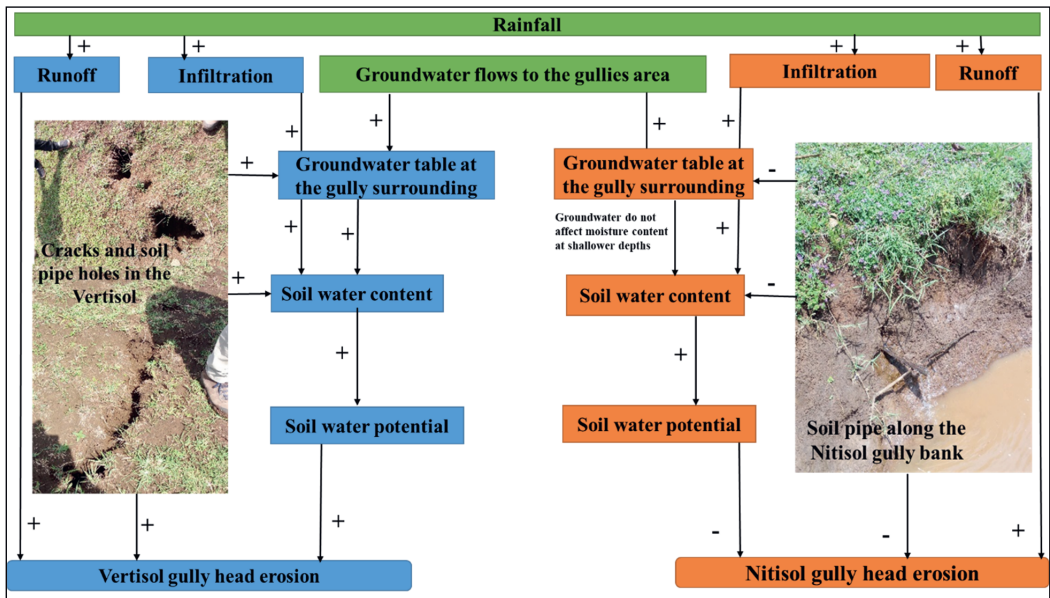 Rainfall
+
+
+
+
Runoff
Infiltration
Groundwater flows to the gullies area
Infiltration
Runoff
+
+
+
+
+
Groundwater table at
the gully surrounding
Groundwater table at
the gully surrounding
-
Groundwater do not
affect moisture content
at shallower depths
+
+
+
Cracks and soil
pipe holes in the
Vertisol
+
Soil water content
Soil water content
-
+
+
Soil water potential
Soil water potential
Soil pipe along the
Nitisol gully bank
+
+
+
-
-
+
Vertisol gully head erosion
Nitisol gully head erosion